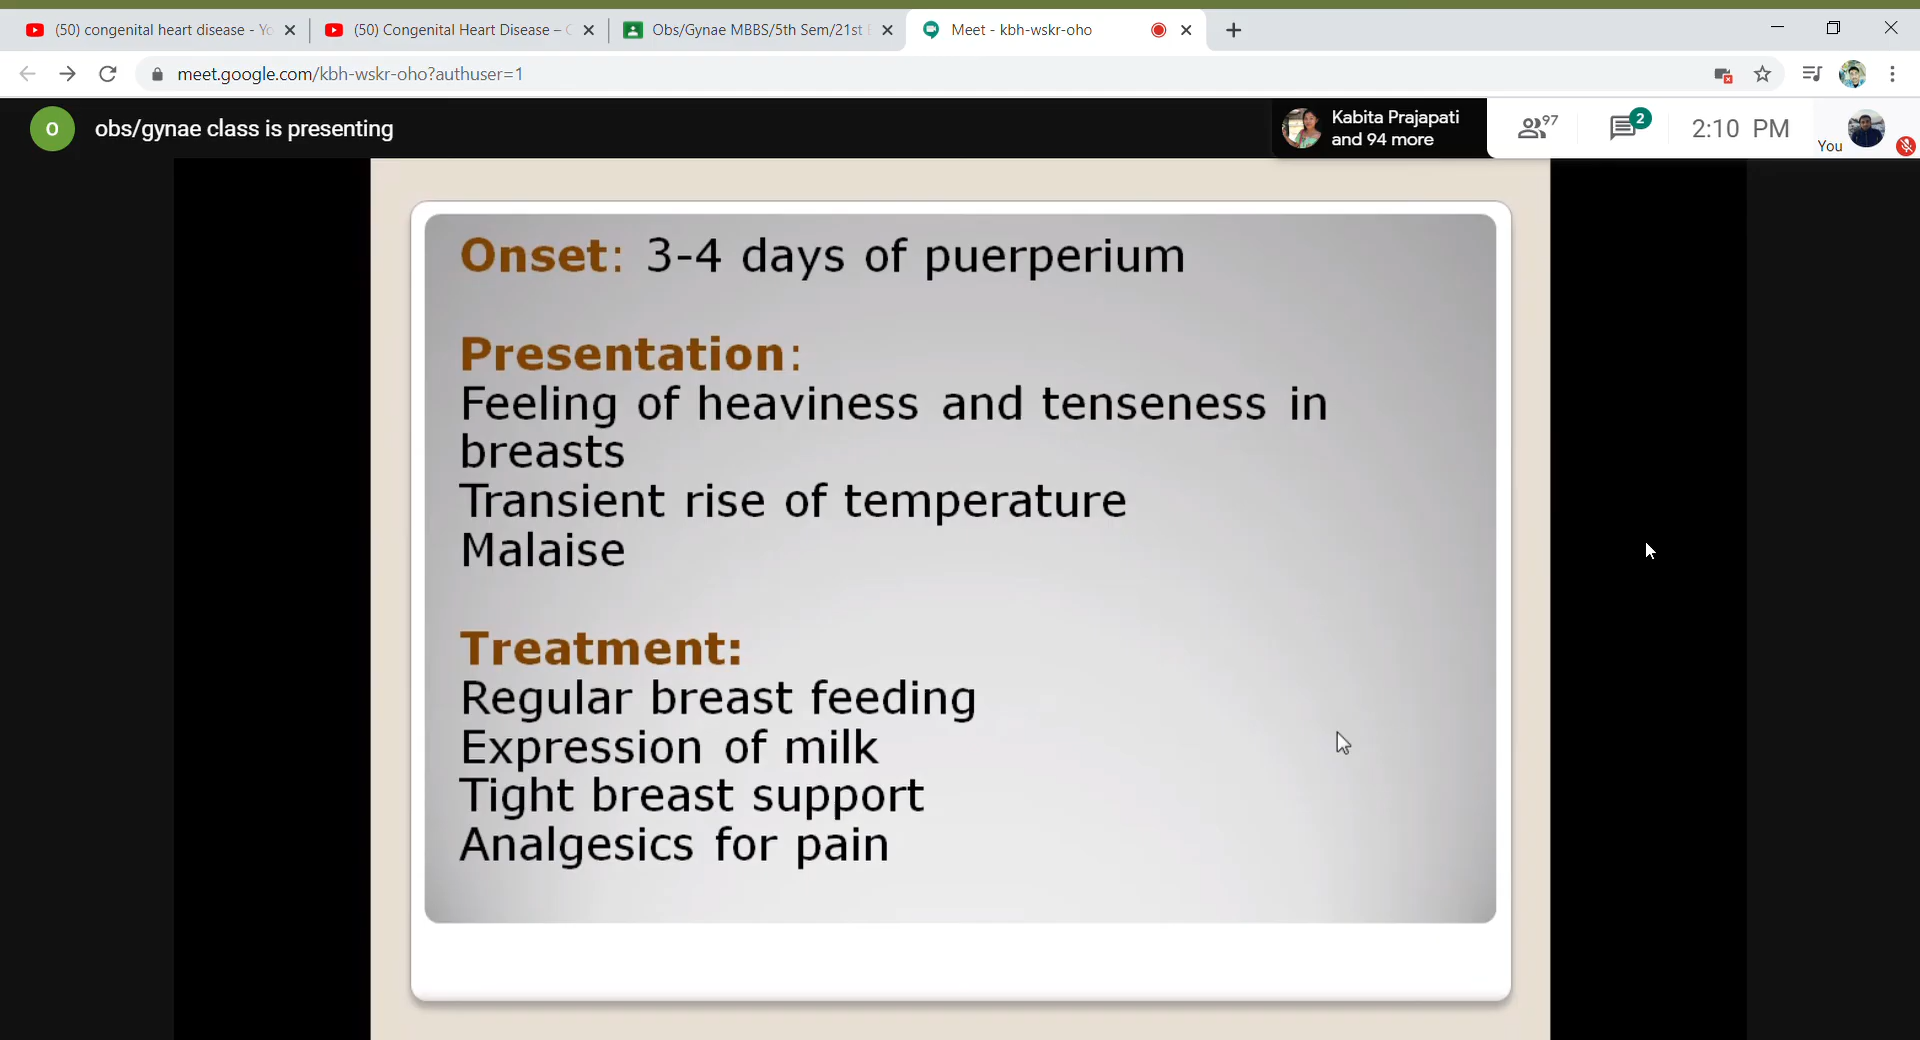 (50) congenital heart disease - Yo
(50) Congenital Heart Disease – C
Obs/Gynae MBBS/5th Sem/21st
Meet - kbh-wskr-oho
meet.google.com/kbh-wskr-oho?authuser=1
O
obs/gynae class is presenting
Kabita Prajapati
and 94 more
97
2
2:10 PM
You
Onset: 3-4 days of puerperium
Presentation:
Feeling of heaviness and tenseness in
breasts
Transient rise of temperature
Malaise
Treatment:
Regular breast feeding
Expression of milk
Tight breast support
Analgesics for pain